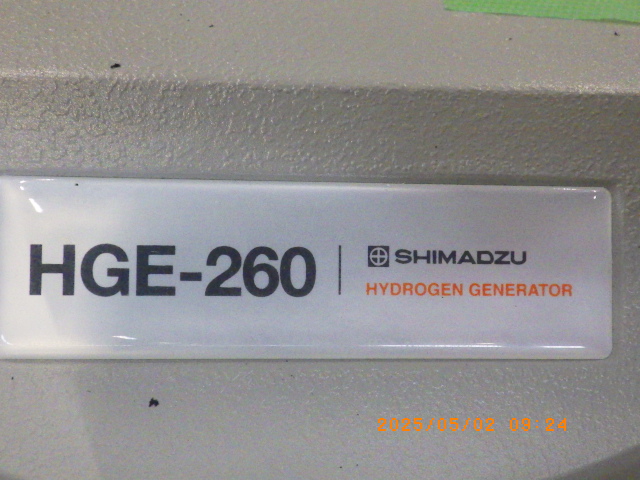 HGE-260
SHIMADZU
HYDROGEN GENERATOR
2025/05/02 09:24